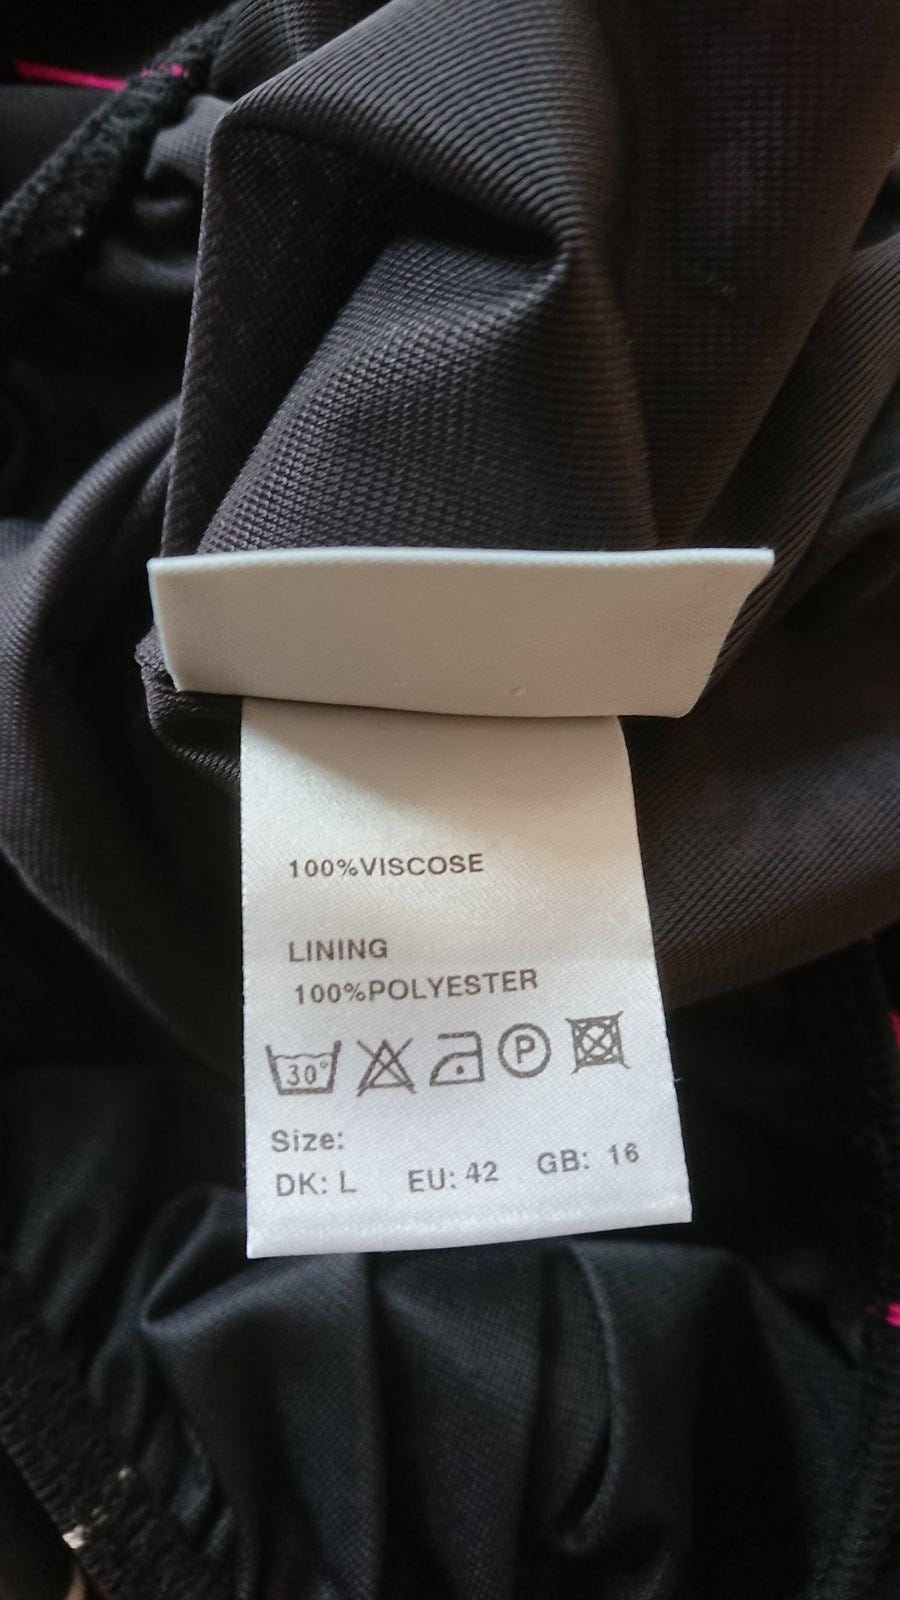 100%VISCOSE
LINING
100%POLYESTER
30° P
Size:
DK: L EU: 42 GB: 16